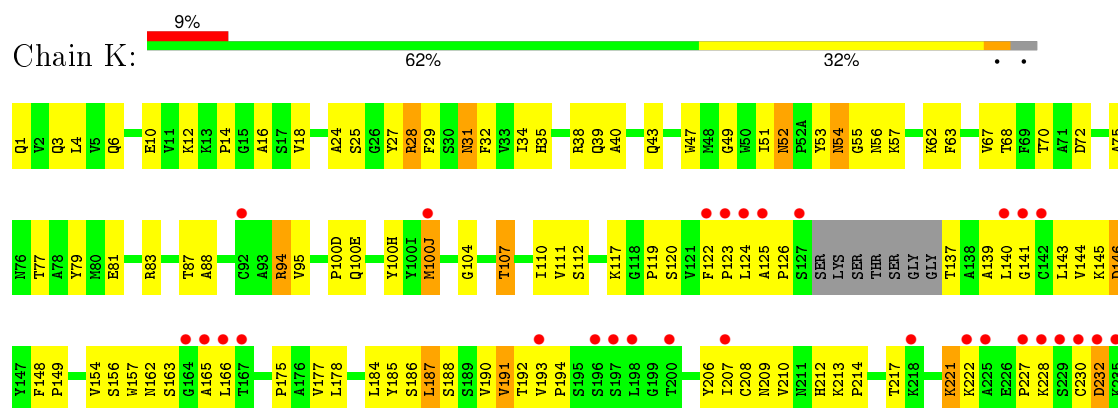 9%
Chain K:
62% 32% • •
Q1 V2 Q3 L4 V5 Q6 E10 V11 K12 K13 P14 G15 A16 S17 V18 A24 S25 G26 Y27 R28 F29 S30 N31 F32 V33 I34 H35 R38 Q39 A40 Q43 W47 M48 G49 W50 I51 N52 P52A Y53 N54 G55 N56 K57 K62 F63 V67 T68 F69 T70 A71 D72 A75
N76 T77 A78 Y79 M80 E81 R83 T87 A88 C92 A93 R94 V95 P100D Q100E Y100H Y100I M100J G104 T107 I110 V111 S112 K117 G118 P119 S120 V121 F122 P123 L124 A125 P126 S127 SER LYS SER THR SER GLY GLY T137 A138 A139 L140 G141 C142 L143 V144 K145 D146
Y147 F148 P149 V154 S156 W157 N162 S163 G164 A165 L166 T167 P175 A176 V177 L178 L184 Y185 S186 L187 S188 S189 V190 V191 T192 V193 P194 S195 S196 S197 L198 G199 T200 Y206 I207 C208 N209 V210 N211 H212 K213 P214 T217 K218 K221 K222 A225 E226 P227 K228 S229 C230 D232